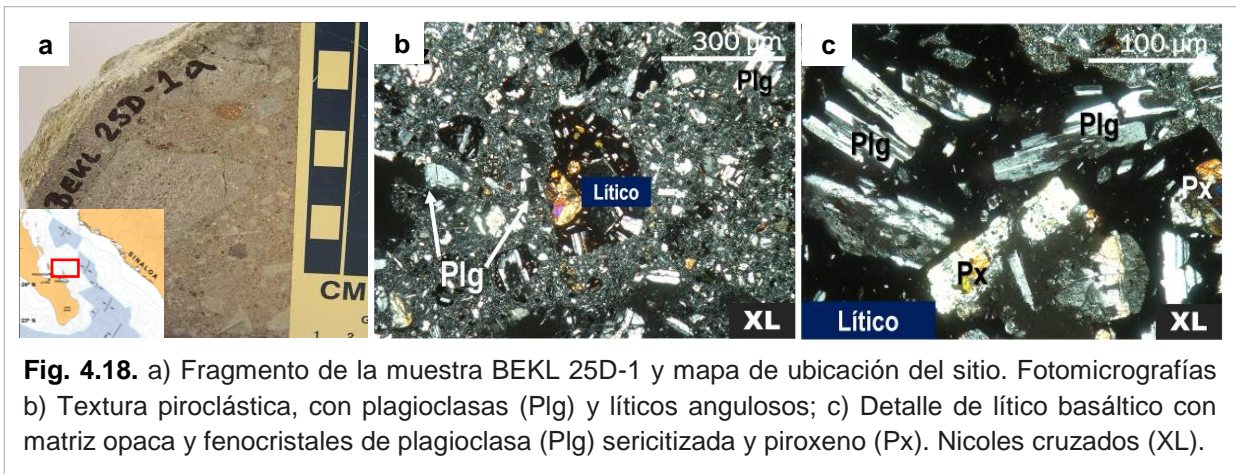 a
BEKL 25D-1a
SINALOA
CM
1 2
b
300 µm
Plg
Lítico
Plg
XL
c
100 µm
Plg
Plg
Px
Px
Lítico
XL
Fig. 4.18. a) Fragmento de la muestra BEKL 25D-1 y mapa de ubicación del sitio. Fotomicrografías
b) Textura piroclástica, con plagioclasas (Plg) y líticos angulosos; c) Detalle de lítico basáltico con
matriz opaca y fenocristales de plagioclasa (Plg) sericitizada y piroxeno (Px). Nicoles cruzados (XL).